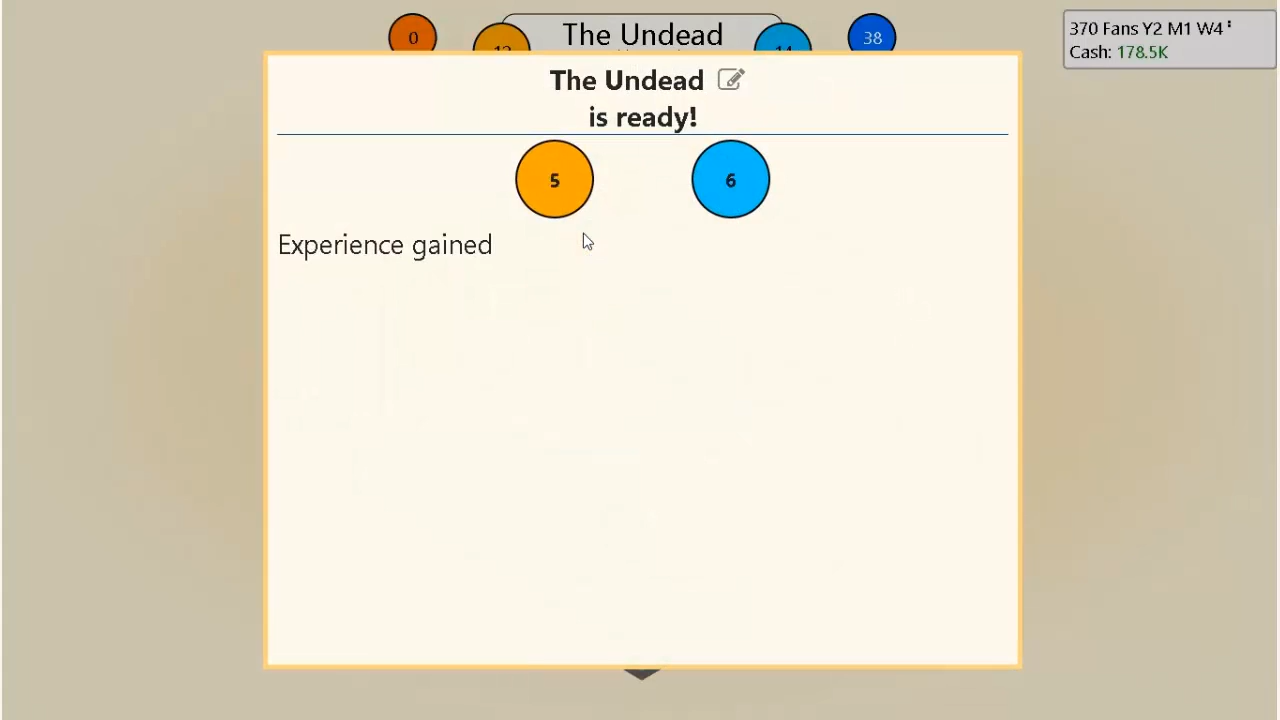 0
The Undead
38
370 Fans Y2 M1 W4
Cash: 178.5K
The Undead
is ready!
5
6
Experience gained